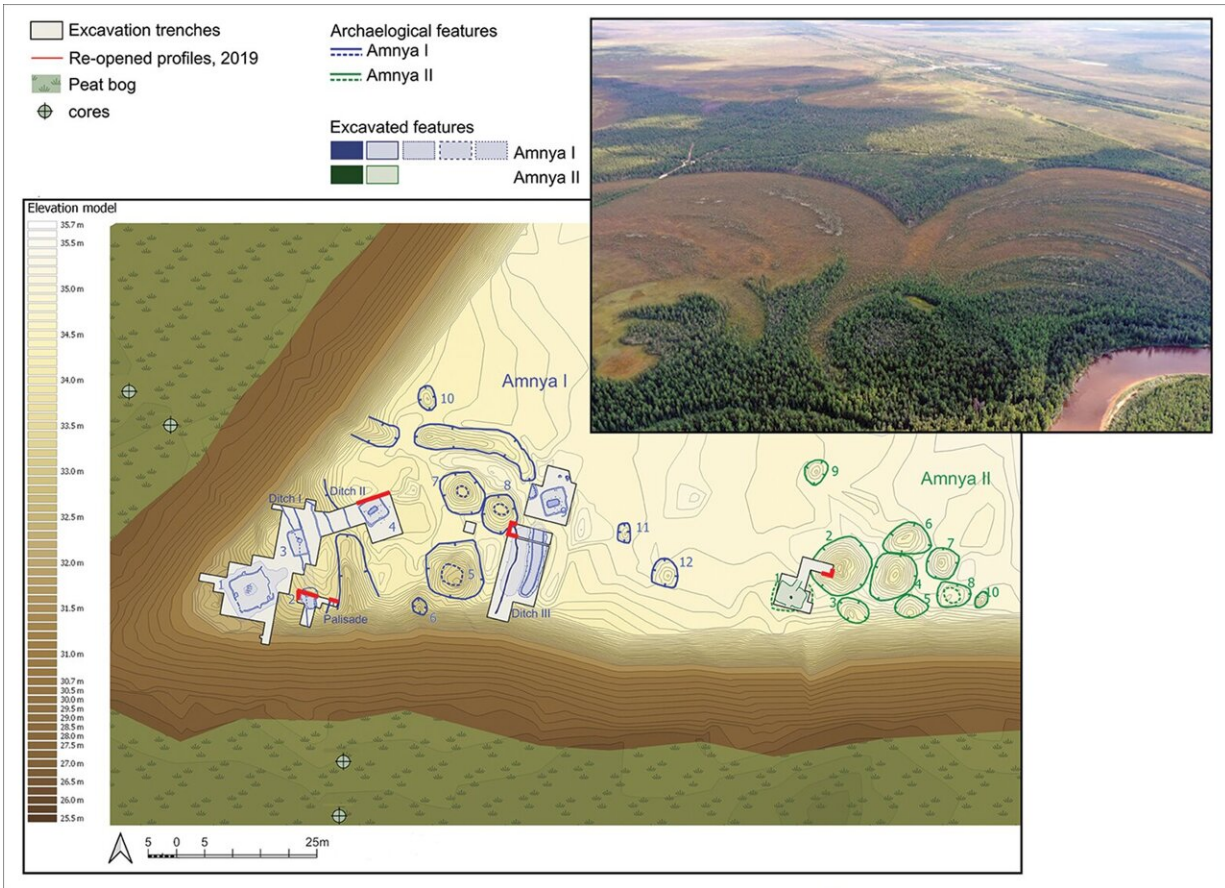 Excavation trenches
Re-opened profiles, 2019
Peat bog
cores
Archaelogical features
Amnya I
Amnya II
Excavated features
Amnya I
Amnya II
Elevation model
35.7 m
35.5 m
35.0 m
34.5 m
34.0 m
33.5 m
33.0 m
32.5 m
32.0 m
31.5 m
31.0 m
30.7 m
30.5 m
30.0 m
29.5 m
29.0 m
28.5 m
28.0 m
27.5 m
26.5 m
26.0 m
25.5 m
Amnya I
10
7
8
9
Ditch I
Ditch II
4
3
11
12
5
1
2
6
Palisade
Ditch III
Amnya II
9
6
2
7
4
1
8
10
3
5
5 0 5 25m